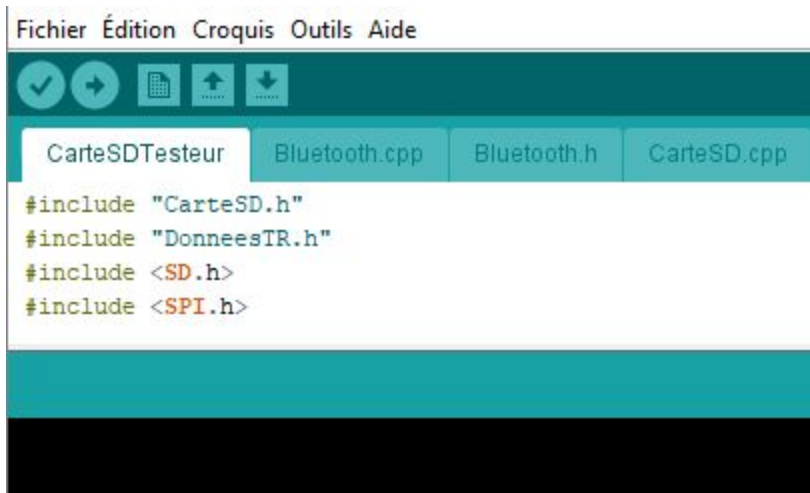 Fichier Édition Croquis Outils Aide
CarteSDTesteur Bluetooth.cpp Bluetooth.h CarteSD.cpp
#include "CarteSD.h"
#include "DonneesTR.h"
#include <SD.h>
#include <SPI.h>